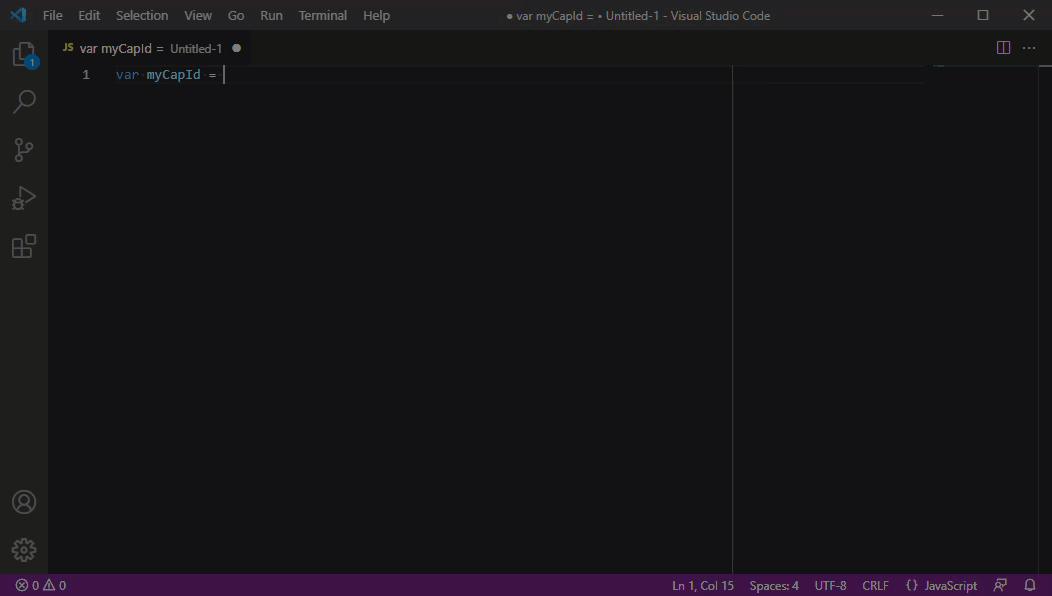 File Edit Selection View Go Run Terminal Help ● var myCapId = • Untitled-1 - Visual Studio Code
JS var myCapId = Untitled-1 ●
1
1 var myCapId =
0 0 Ln 1, Col 15 Spaces: 4 UTF-8 CRLF {} JavaScript